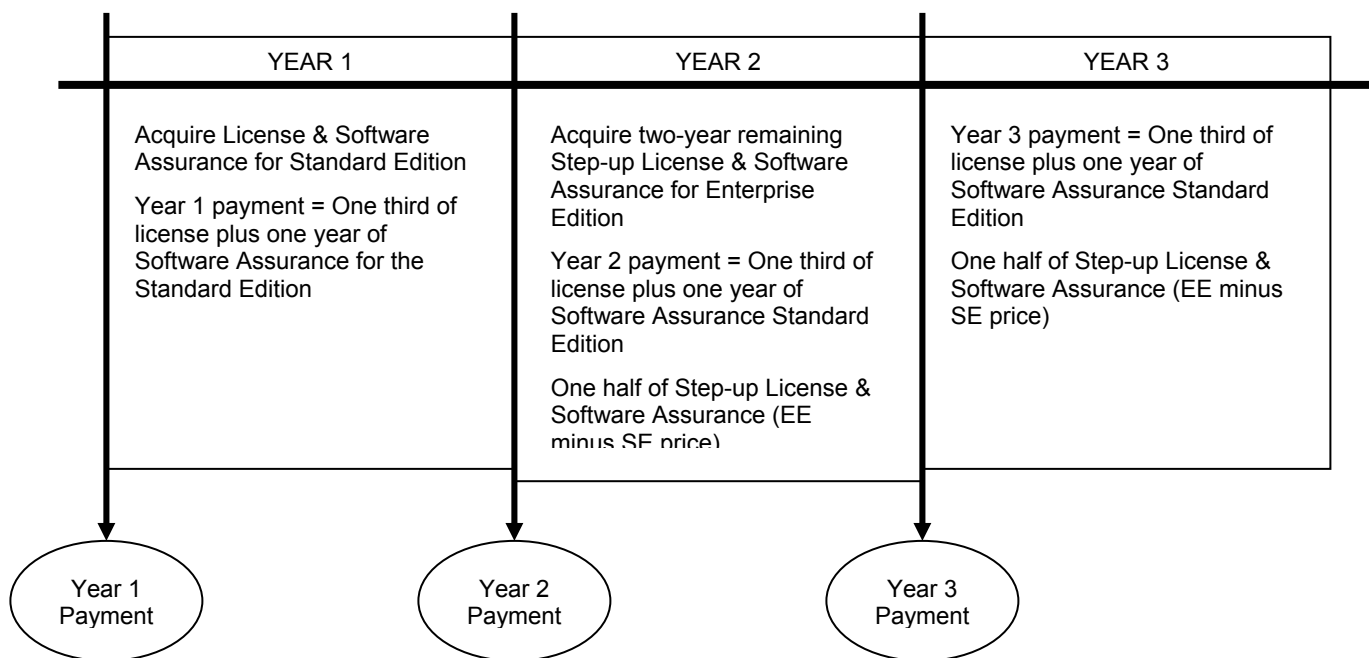 YEAR 1
YEAR 2
YEAR 3
Acquire License & Software
Assurance for Standard Edition
Year 1 payment = One third of
license plus one year of
Software Assurance for the
Standard Edition
Acquire two-year remaining
Step-up License & Software
Assurance for Enterprise
Edition
Year 2 payment = One third of
license plus one year of
Software Assurance Standard
Edition
One half of Step-up License &
Software Assurance (EE
minus SE price)
Year 3 payment = One third of
license plus one year of
Software Assurance Standard
Edition
One half of Step-up License &
Software Assurance (EE minus
SE price)
Year 1
Payment
Year 2
Payment
Year 3
Payment